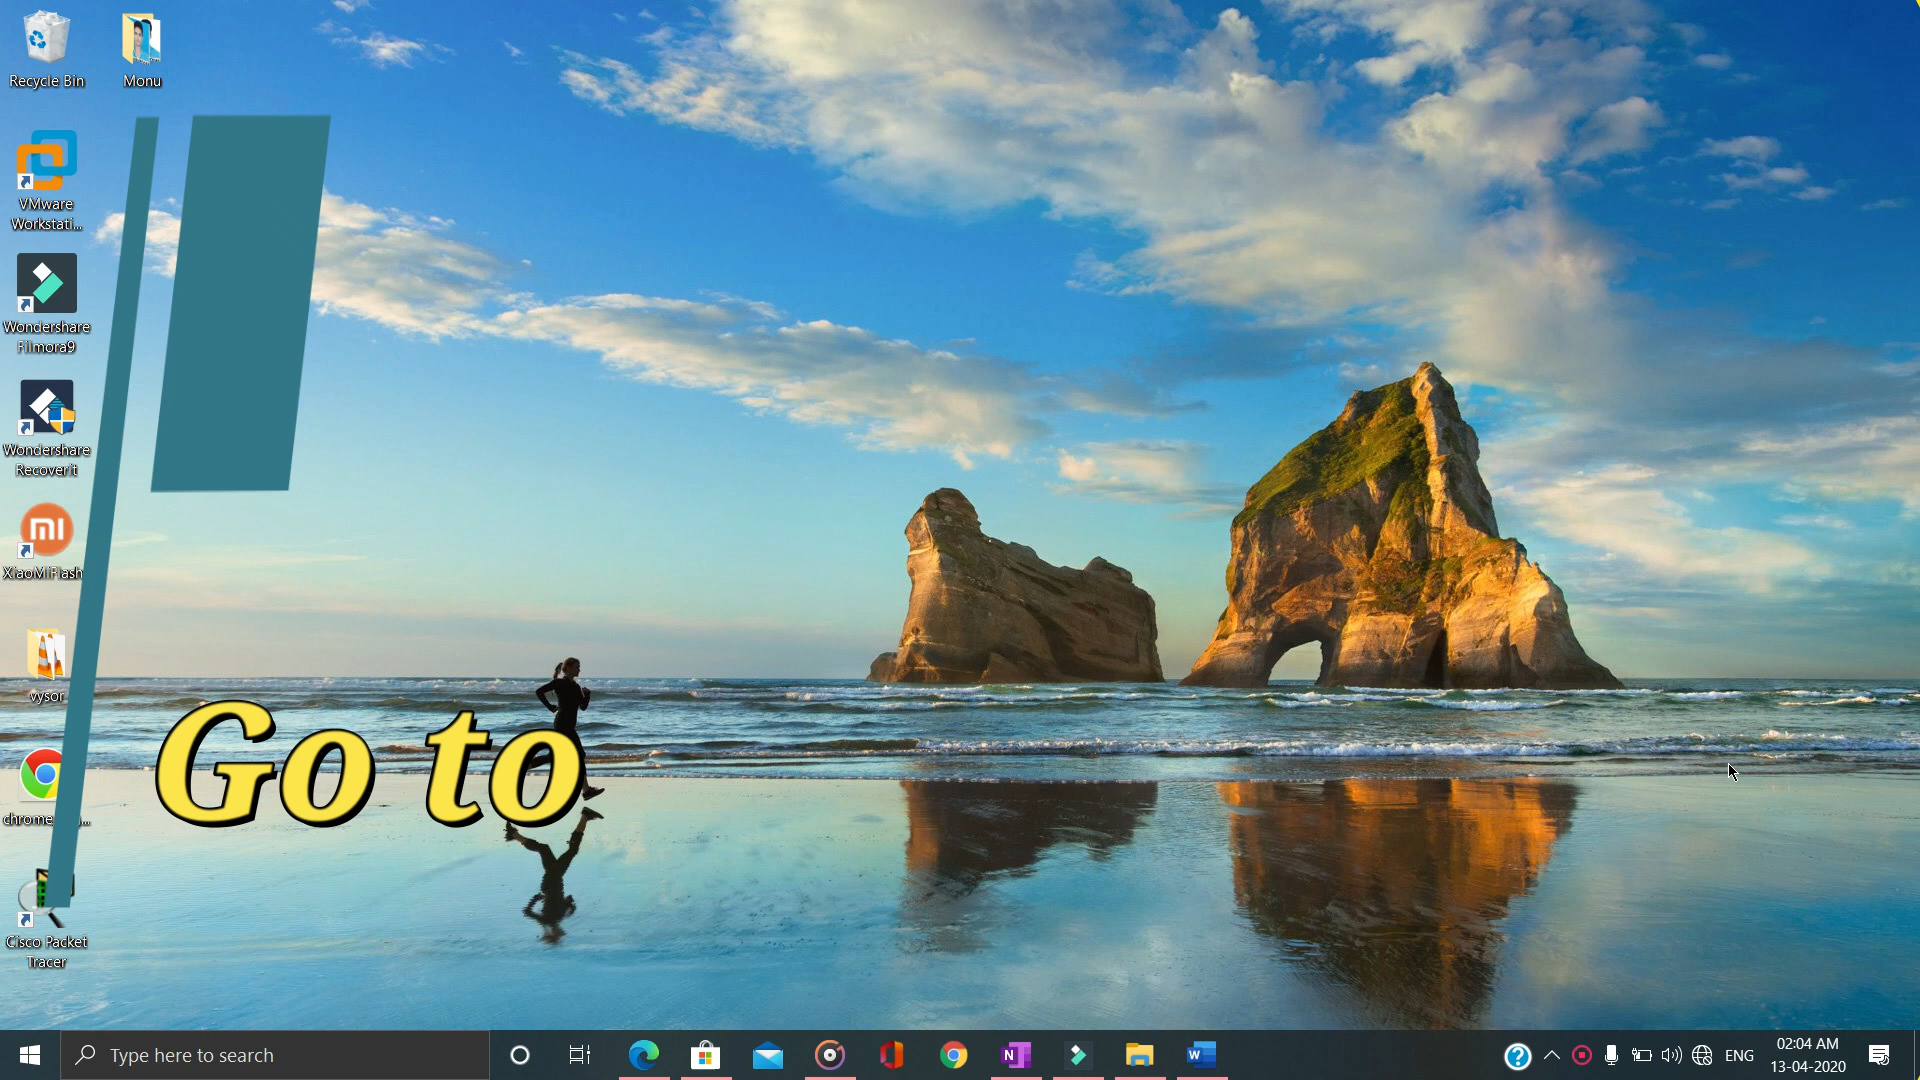 Recycle Bin
Monu
VMware
Workstati...
Wondershare
Filmora9
Wondershare
Recoverit
mi
XiaoMiFlash
vysor
Go to
chrome
...
Cisco Packet
Tracer
Type here to search
N
W
?
ENG
02:04 AM
13-04-2020